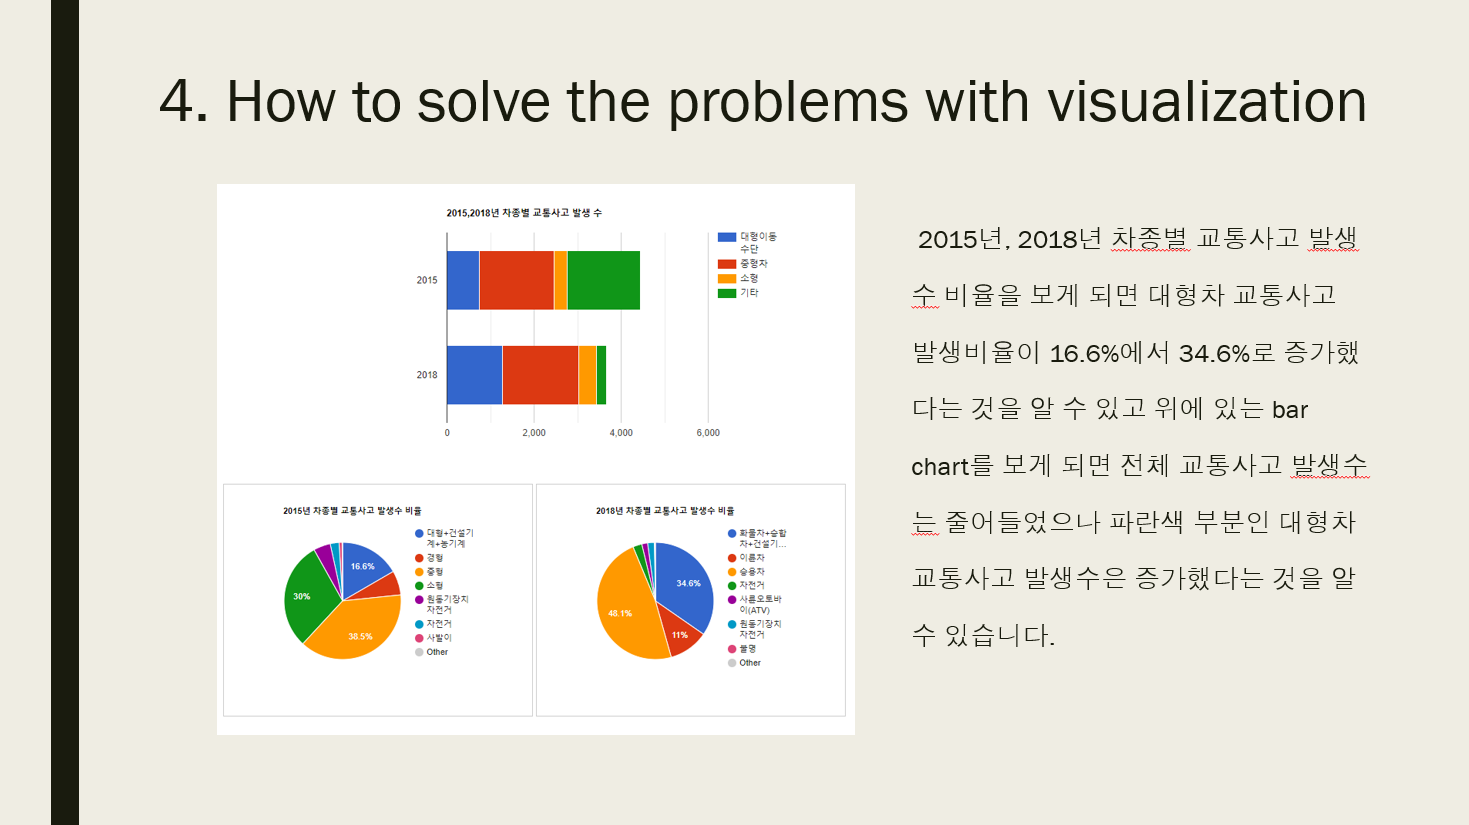 4. How to solve the problems with visualization
2015,2018년 차종별 교통사고 발생 수
2015
2018
0
2,000
4,000
6,000
대형이동
수단
중형차
소형
기타
2015년 차종별 교통사고 발생수 비율
16.6%
38.5%
30%
대형+건설기
계+농기계
경형
중형
소형
원동기장치
자전거
자전거
사발이
Other
2018년 차종별 교통사고 발생수 비율
34.6%
11%
48.1%
화물차+승합
차+건설기...
이륜차
승용차
자전거
사륜오토바
이(ATV)
원동기장치
자전거
불명
Other
2015년, 2018년 차종별 교통사고 발생
수 비율을 보게 되면 대형차 교통사고
발생비율이 16.6%에서 34.6%로 증가했
다는 것을 알 수 있고 위에 있는 bar
chart를 보게 되면 전체 교통사고 발생수
는 줄어들었으나 파란색 부분인 대형차
교통사고 발생수은 증가했다는 것을 알
수 있습니다.